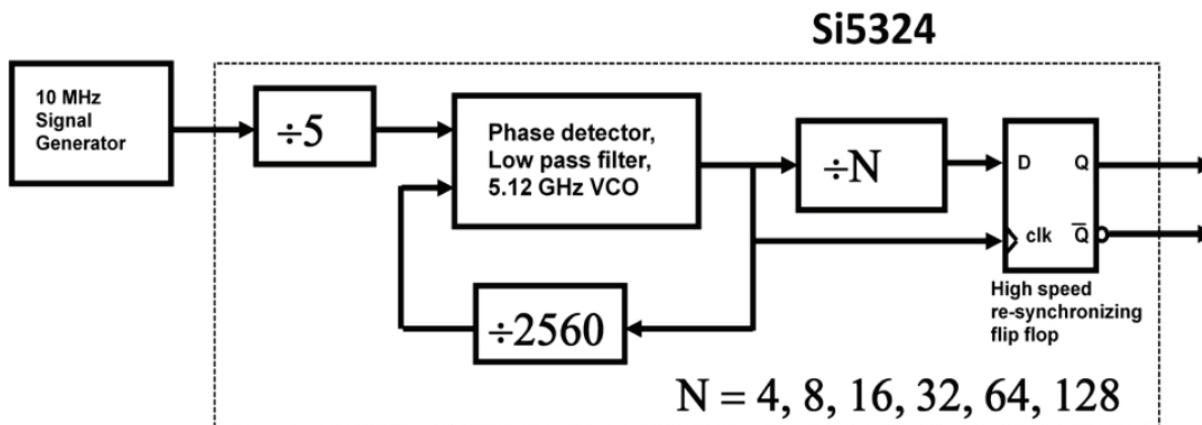 Si5324
10 MHz
Signal
Generator
÷5
Phase detector,
Low pass filter,
5.12 GHz VCO
÷N
D Q
clk Q̅
÷2560
High speed
re-synchronizing
flip flop
N = 4, 8, 16, 32, 64, 128